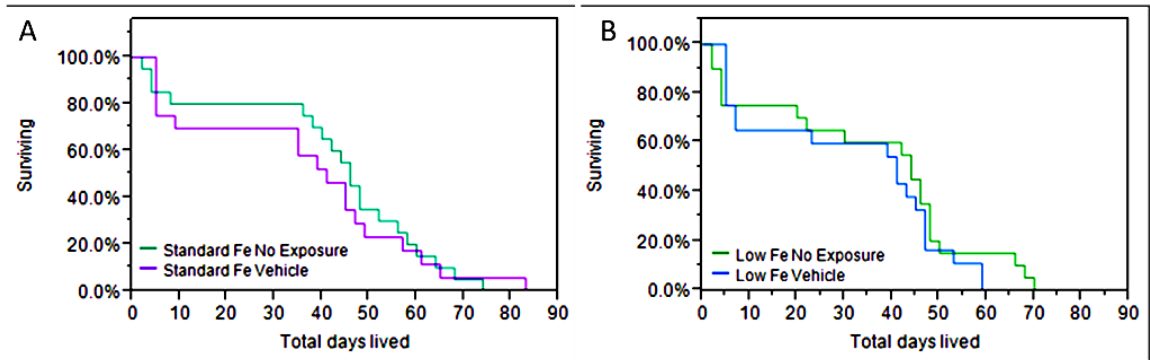 A
Surviving
100.0%
80.0%
60.0%
40.0%
20.0%
0.0%
Standard Fe No Exposure
Standard Fe Vehicle
0 10 20 30 40 50 60 70 80 90
Total days lived
B
Surviving
100.0%
80.0%
60.0%
40.0%
20.0%
0.0%
Low Fe No Exposure
Low Fe Vehicle
0 10 20 30 40 50 60 70 80 90
Total days lived